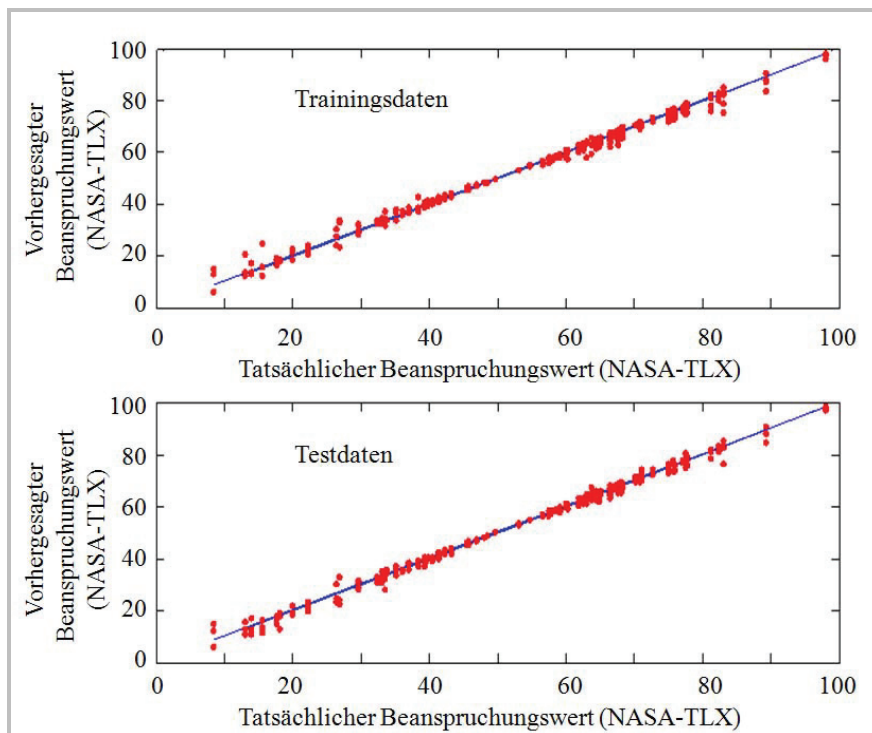 100
80
60
40
20
0
Vorhergesagter
Beanspruchungswert
(NASA-TLX)
Trainingsdaten
0 20 40 60 80 100
Tatsächlicher Beanspruchungswert (NASA-TLX)
100
80
60
40
20
0
Vorhergesagter
Beanspruchungswert
(NASA-TLX)
Testdaten
0 20 40 60 80 100
Tatsächlicher Beanspruchungswert (NASA-TLX)